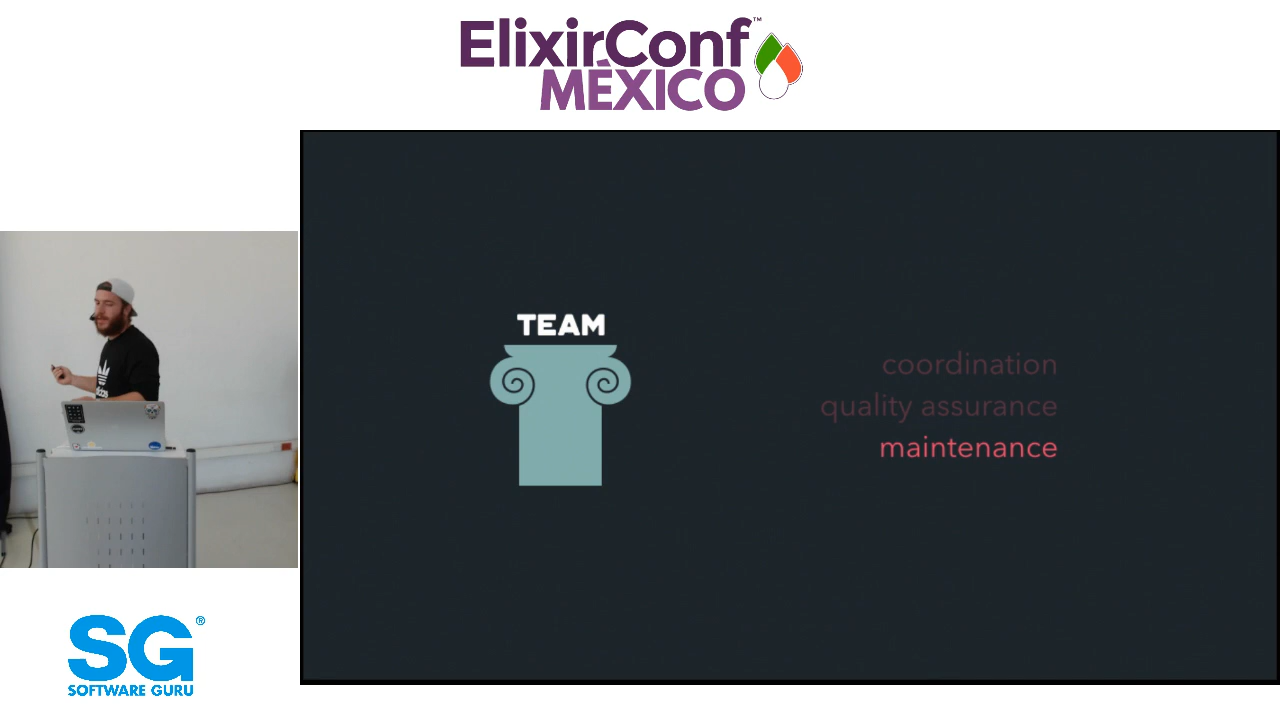 ElixirConf™
MÉXICO
TEAM
coordination
quality assurance
maintenance
SG®
SOFTWARE GURU